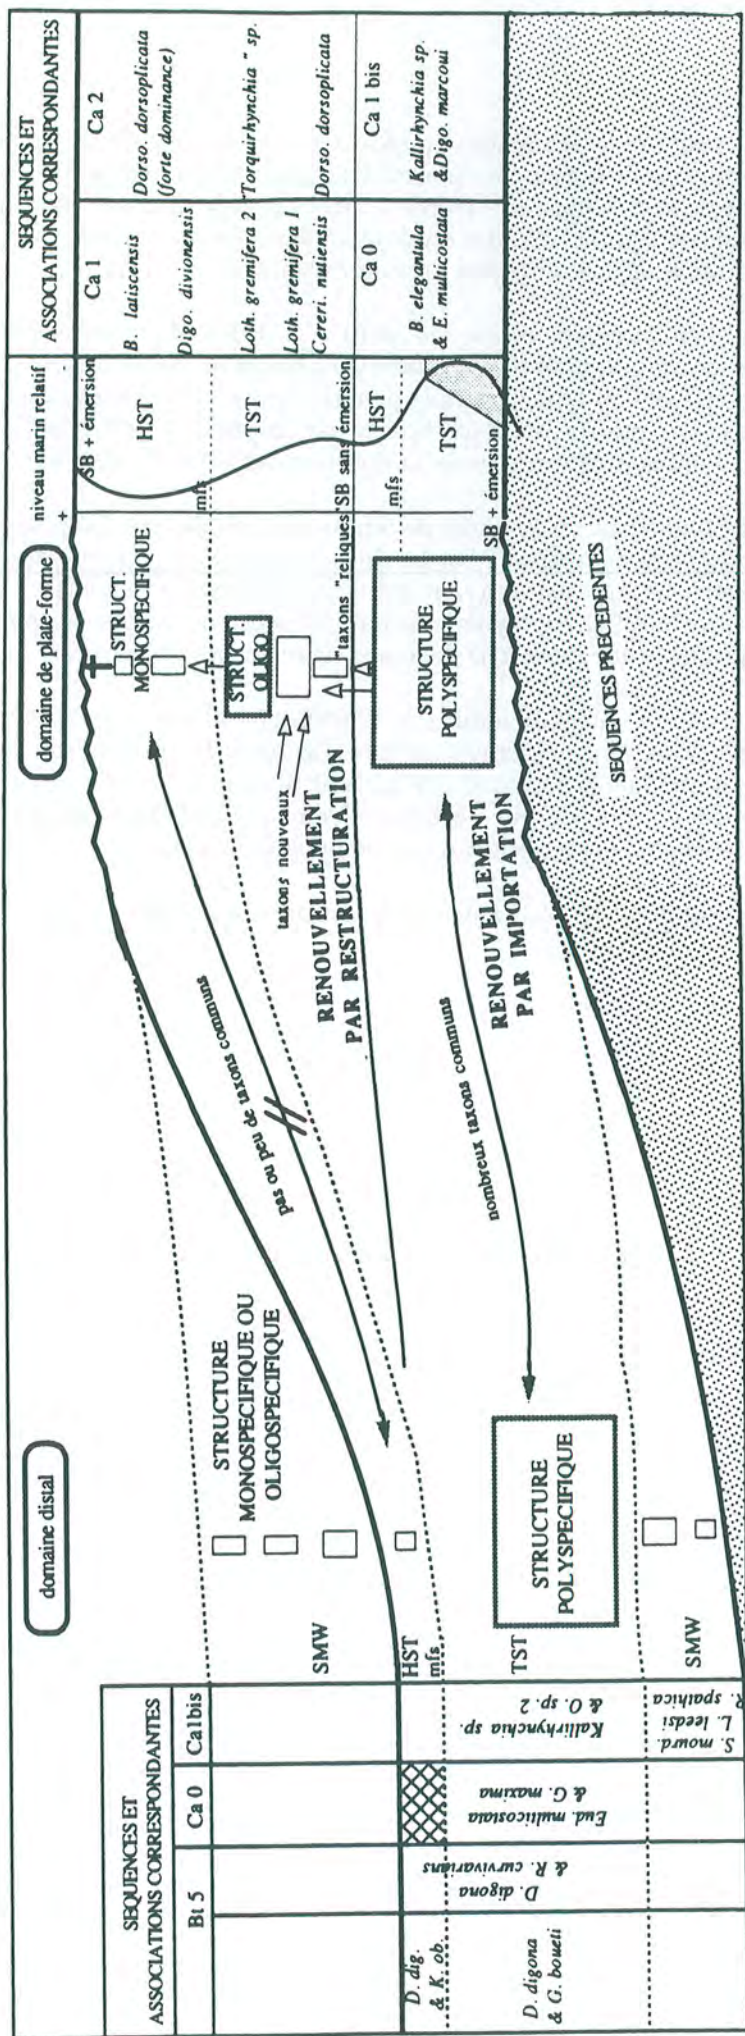 SEQUENCES ET
ASSOCIATIONS CORRESPONDANTES
Bt 5
Ca 0
Ca1bis
D. dig.
& K. ob.
D. digona
& G. boueti
D. digona
& R. curvivarians
Eud. multicostata
& G. maxima
Kallirhynchia sp.
& O. sp. 2
S. mourd.
L. leedsi
R. spathica
SMW
HST
mfs
TST
SMW
domaine distal
STRUCTURE
MONOSPECIFIQUE OU
OLIGOSPECIFIQUE
STRUCTURE
POLYSPECIFIQUE
pas ou peu de taxons communs
nombreux taxons communs
RENOUVELLEMENT
PAR RESTRUCTURATION
RENOUVELLEMENT
PAR IMPORTATION
taxons nouveaux
domaine de plate-forme
STRUCT.
MONOSPECIFIQUE
STRUCT.
OLIGO
taxons "reliques"
STRUCTURE
POLYSPECIFIQUE
SEQUENCES PRECEDENTES
niveau marin relatif
+
-
SB + émersion
HST
mfs
TST
SB sans émersion
HST
mfs
TST
SB + émersion
SEQUENCES ET
ASSOCIATIONS CORRESPONDANTES
Ca 1
B. latiscensis
Digo. divionensis
Loth. gremifera 2
Loth. gremifera 1
Cereri. nutiensis
Ca 2
Dorso. dorsoplicata
(forte dominance)
"Torquirhynchia" sp.
Dorso. dorsoplicata
Ca 0
B. elegantula
& E. multicostata
Ca 1 bis
Kallirhynchia sp.
&Digo. marcoui